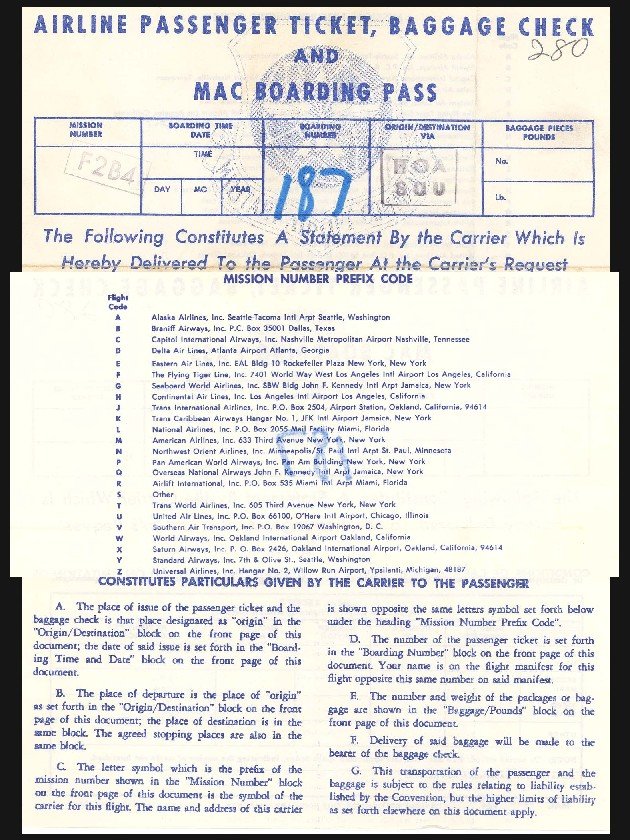 AIRLINE PASSENGER TICKET, BAGGAGE CHECK
280
AND
MAC BOARDING PASS
MISSION NUMBER
BOARDING TIME DATE
BOARDING NUMBER
ORIGIN/DESTINATION VIA
BAGGAGE PIECES POUNDS
TIME
No.
F2B4
187
SUU
DAY MO YEAR
Lb.
The Following Constitutes A Statement By the Carrier Which Is
Hereby Delivered To the Passenger At the Carrier's Request
MISSION NUMBER PREFIX CODE
Flight
Code
A Alaska Airlines, Inc. Seattle-Tacoma Intl Arpt Seattle, Washington
B Braniff Airways, Inc. P.C. Box 35001 Dallas, Texas
C Capitol International Airways, Inc. Nashville Metropolitan Airport Nashville, Tennessee
D Delta Air Lines, Atlanta Airport Atlanta, Georgia
E Eastern Air Lines, Inc. EAL Bldg 10 Rockefeller Plaza New York, New York
F The Flying Tiger Line, Inc. 7401 World Way West Los Angeles Intl Airport Los Angeles, California
G Seaboard World Airlines, Inc. SBW Bldg John F. Kennedy Intl Arpt Jamaica, New York
H Continental Air Lines, Inc. Los Angeles Intl Airport Los Angeles, California
J Trans International Airlines, Inc. P.O. Box 2504, Airport Station, Oakland, California, 94614
K Trans Caribbean Airways Hangar No. 1, JFK Intl Airport Jamaica, New York
L National Airlines, Inc. P.O. Box 2055 Mail Facility Miami, Florida
M American Airlines, Inc. 633 Third Avenue New York, New York
N Northwest Orient Airlines, Inc. Minneapolis/St. Paul Intl Arpt St. Paul, Minnesota
P Pan American World Airways, Inc. Pan Am Building New York, New York
Q Overseas National Airways John F. Kennedy Intl Arpt Jamaica, New York
R Airlift International, Inc. P.O. Box 535 Miami Intl Arpt Miami, Florida
S Other
T Trans World Airlines, Inc. 605 Third Avenue New York, New York
U United Air Lines, Inc. P.O. Box 66100, O'Hare Intl Airport, Chicago, Illinois
V Southern Air Transport, Inc. P.O. Box 19067 Washington, D. C.
W World Airways, Inc. Oakland International Airport Oakland, California
X Saturn Airways, Inc. P. O. Box 2426, Oakland International Airport Oakland, California, 94614
Y Standard Airways, Inc. 7th & Olive St., Seattle, Washington
Z Universal Airlines, Inc. Hangar No. 2, Willow Run Airport, Ypsilanti, Michigan, 48187
CONSTITUTES PARTICULARS GIVEN BY THE CARRIER TO THE PASSENGER
A. The place of issue of the passenger ticket and the
baggage check is that place designated as "origin" in the
"Origin/Destination" block on the front page of this
document; the date of said issue is set forth in the "Board-
ing Time and Date" block on the front page of this
document.
B. The place of departure is the place of "origin"
as set forth in the "Origin/Destination" block on the front
page of this document; the place of destination is in the
same block. The agreed stopping places are also in the
same block.
C. The letter symbol which is the prefix of the
mission number shown in the "Mission Number" block
on the front page of this document is the symbol of the
carrier for this flight. The name and address of this carrier
is shown opposite the same letters symbol set forth below
under the heading "Mission Number Prefix Code".
D. The number of the passenger ticket is set forth
in the "Boarding Number" block on the front page of this
document. Your name is on the flight manifest for this
flight opposite this same number on said manifest.
E. The number and weight of the packages or bag-
gage are shown in the "Baggage/Pounds" block on the
front page of this document.
F. Delivery of said baggage will be made to the
bearer of the baggage check.
G. This transportation of the passenger and the
baggage is subject to the rules relating to liability estab-
lished by the Convention, but the higher limits of liability
as set forth elsewhere on this document apply.